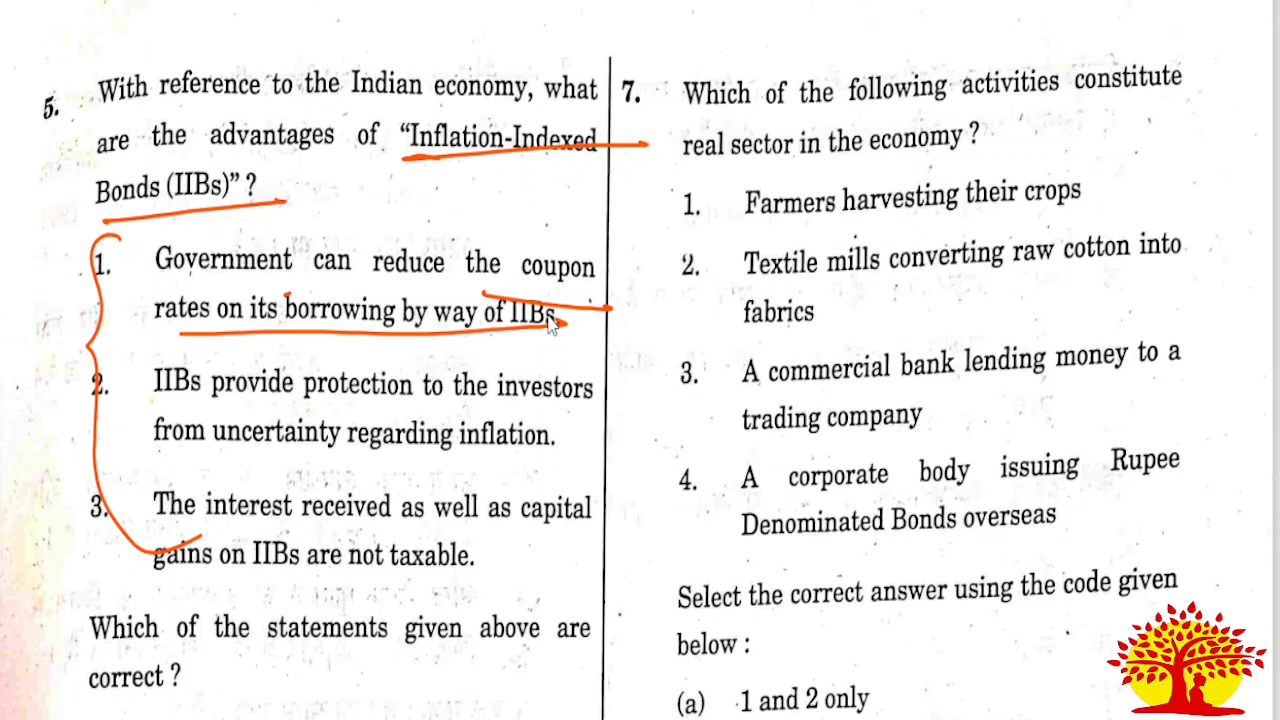 5. With reference to the Indian economy, what
are the advantages of "Inflation-Indexed
Bonds (IIBs)" ?
1. Government can reduce the coupon
rates on its borrowing by way of IIBs.
2. IIBs provide protection to the investors
from uncertainty regarding inflation.
3. The interest received as well as capital
gains on IIBs are not taxable.
Which of the statements given above are
correct ?
7. Which of the following activities constitute
real sector in the economy ?
1. Farmers harvesting their crops
2. Textile mills converting raw cotton into
fabrics
3. A commercial bank lending money to a
trading company
4. A corporate body issuing Rupee
Denominated Bonds overseas
Select the correct answer using the code given
below :
(a) 1 and 2 only